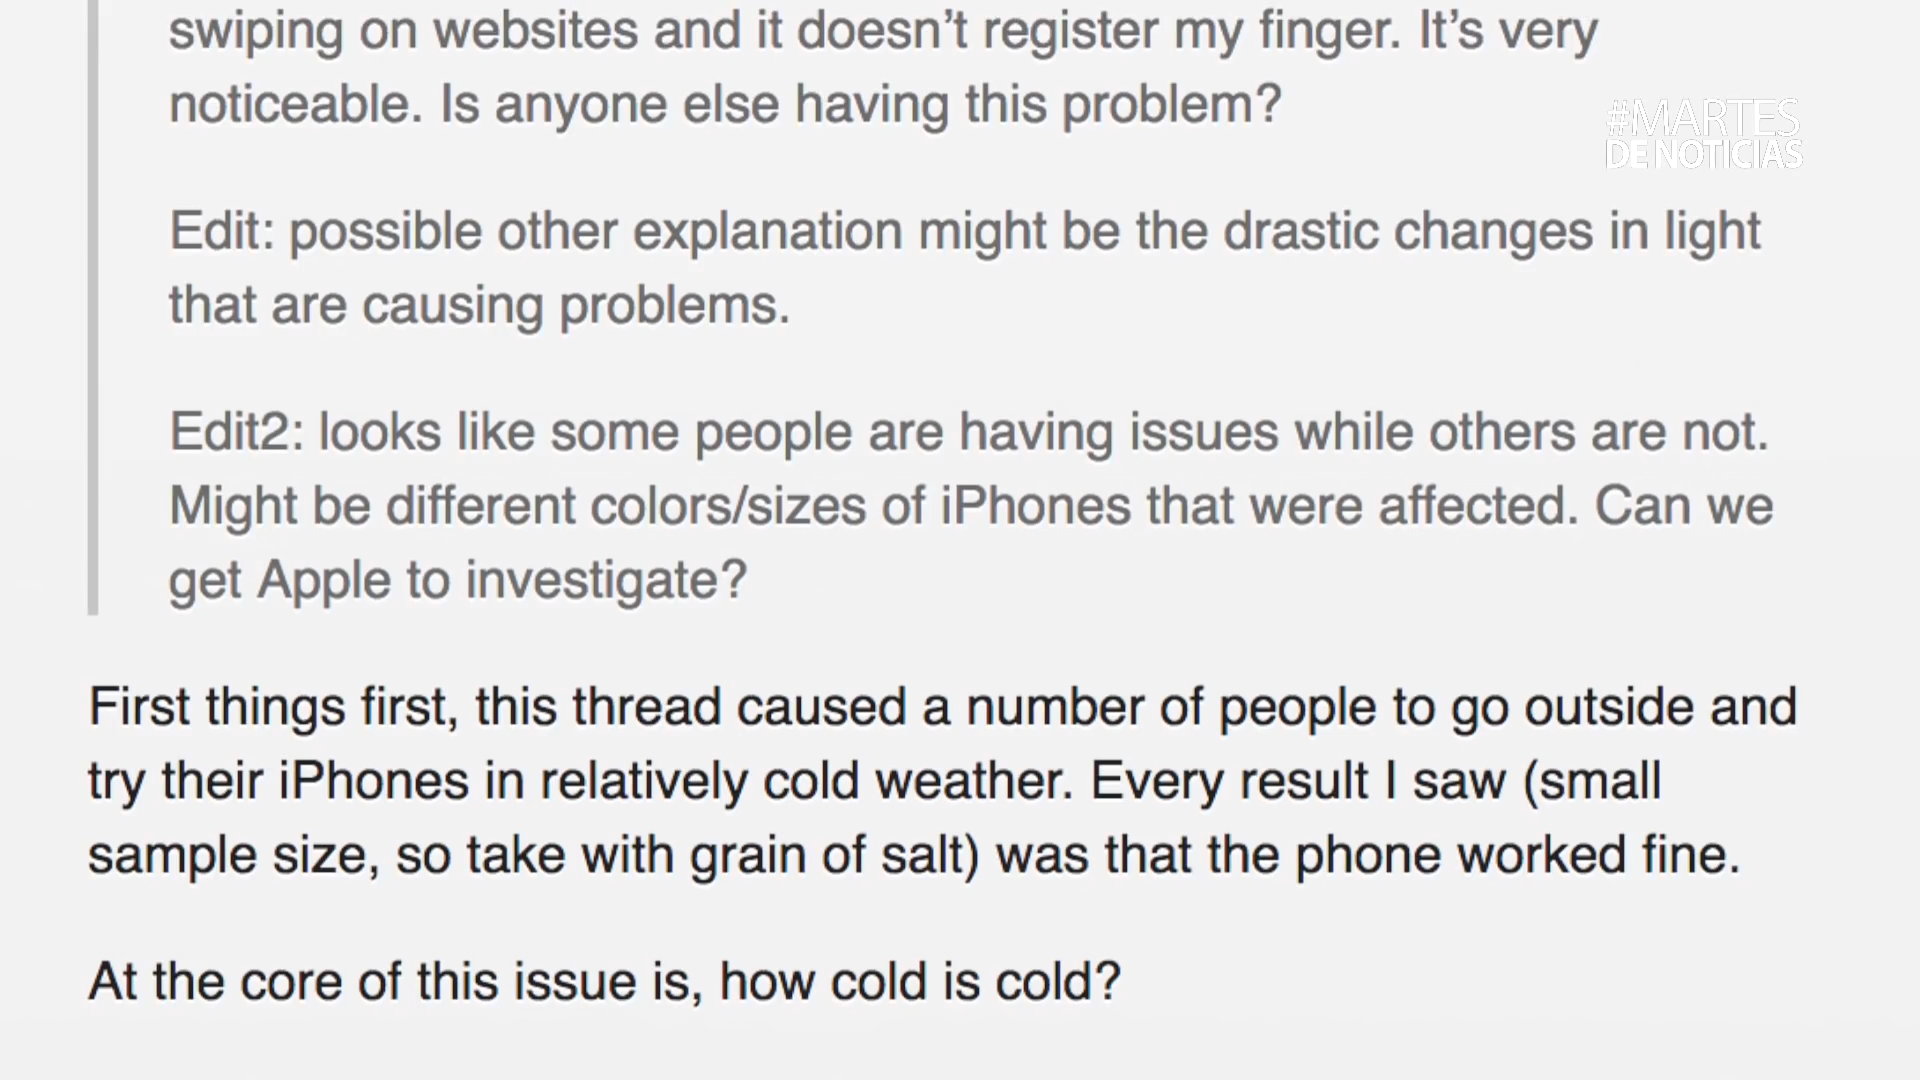 swiping on websites and it doesn’t register my finger. It’s very
noticeable. Is anyone else having this problem?
#MARTES
DE NOTICIAS
Edit: possible other explanation might be the drastic changes in light
that are causing problems.
Edit2: looks like some people are having issues while others are not.
Might be different colors/sizes of iPhones that were affected. Can we
get Apple to investigate?
First things first, this thread caused a number of people to go outside and
try their iPhones in relatively cold weather. Every result I saw (small
sample size, so take with grain of salt) was that the phone worked fine.
At the core of this issue is, how cold is cold?